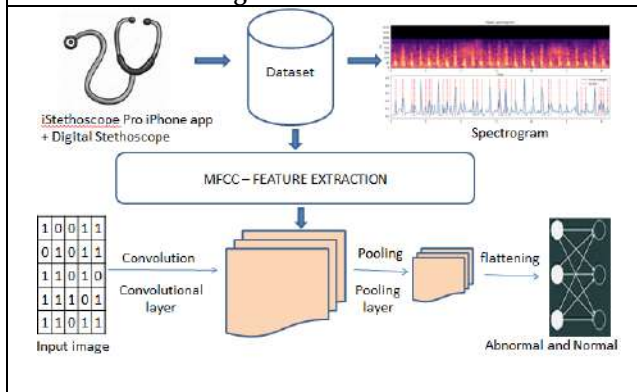 Dataset
iStethoscope Pro iPhone app
+ Digital Stethoscope
Spectrogram
MFCC – FEATURE EXTRACTION
1 0 0 1 1
0 1 0 1 1
1 1 0 1 0
1 1 1 0 1
1 1 0 1 1
Input image
Convolution
Convolutional
layer
Pooling
Pooling
layer
flattening
Abnormal and Normal